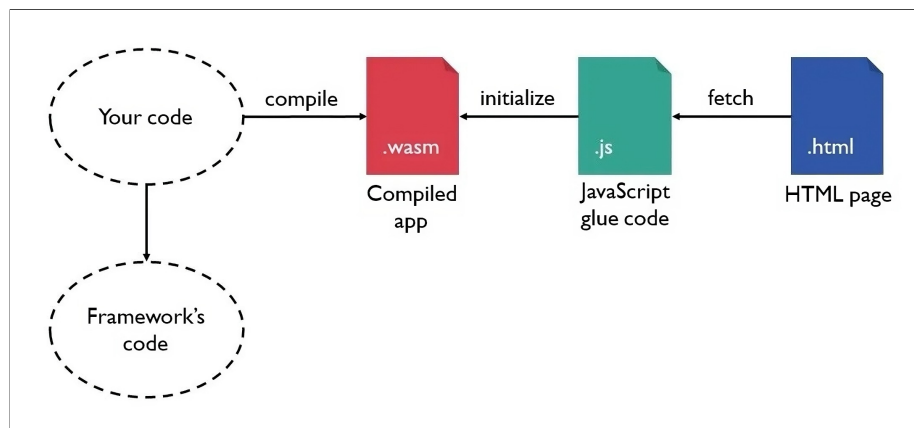 Your code
compile
.wasm
Compiled
app
initialize
.js
JavaScript
glue code
fetch
.html
HTML page
Framework's
code